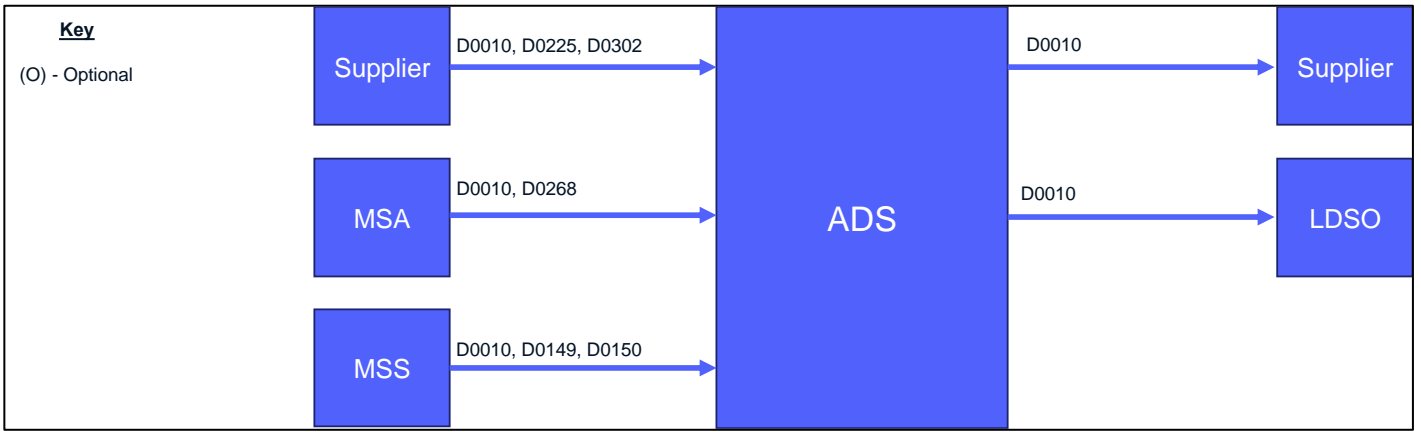 Key
(O) - Optional
Supplier
D0010, D0225, D0302
D0010
Supplier
MSA
D0010, D0268
ADS
D0010
LDSO
MSS
D0010, D0149, D0150